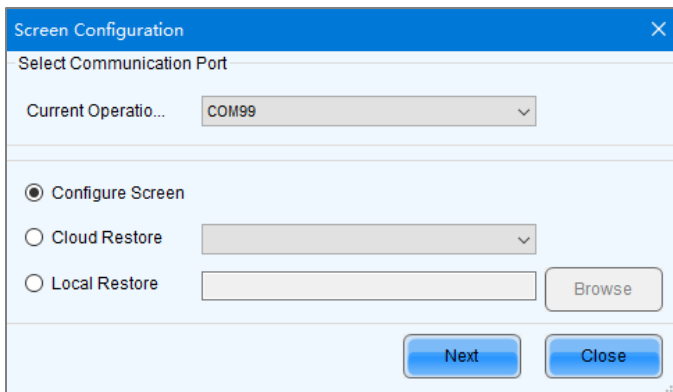 Screen Configuration
Select Communication Port
Current Operatio... COM99
Configure Screen
Cloud Restore
Local Restore Browse
Next Close